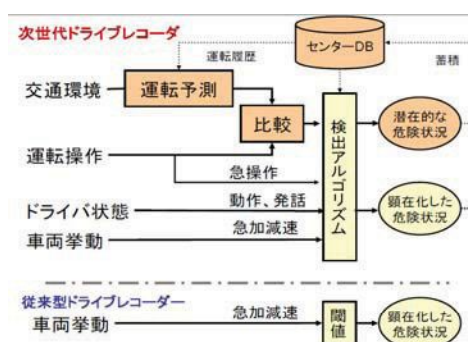 次世代ドライブレコーダ
センターDB
運転履歴
蓄積
交通環境
運転予測
比較
検出アルゴリズム
潜在的な
危険状況
運転操作
急操作
ドライバ状態
動作、発話
顕在化した
危険状況
車両挙動
急加減速
従来型ドライブレコーダー
車両挙動
急加減速
閾値
顕在化した
危険状況